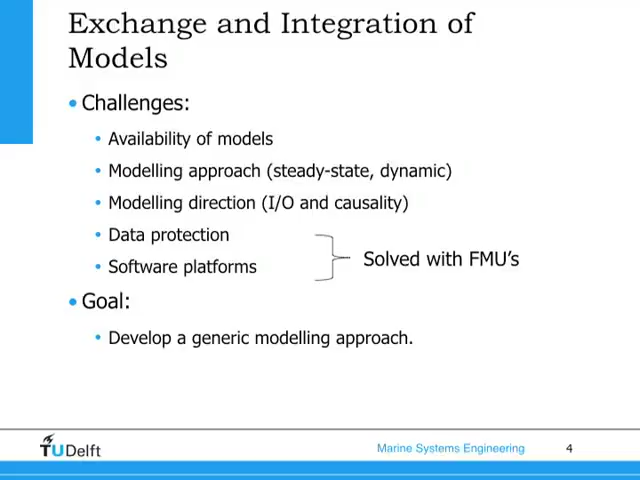 Exchange and Integration of
Models
• Challenges:
• Availability of models
• Modelling approach (steady-state, dynamic)
• Modelling direction (I/O and causality)
• Data protection
• Software platforms
Solved with FMU's
• Goal:
• Develop a generic modelling approach.
TUDelft
Marine Systems Engineering
4